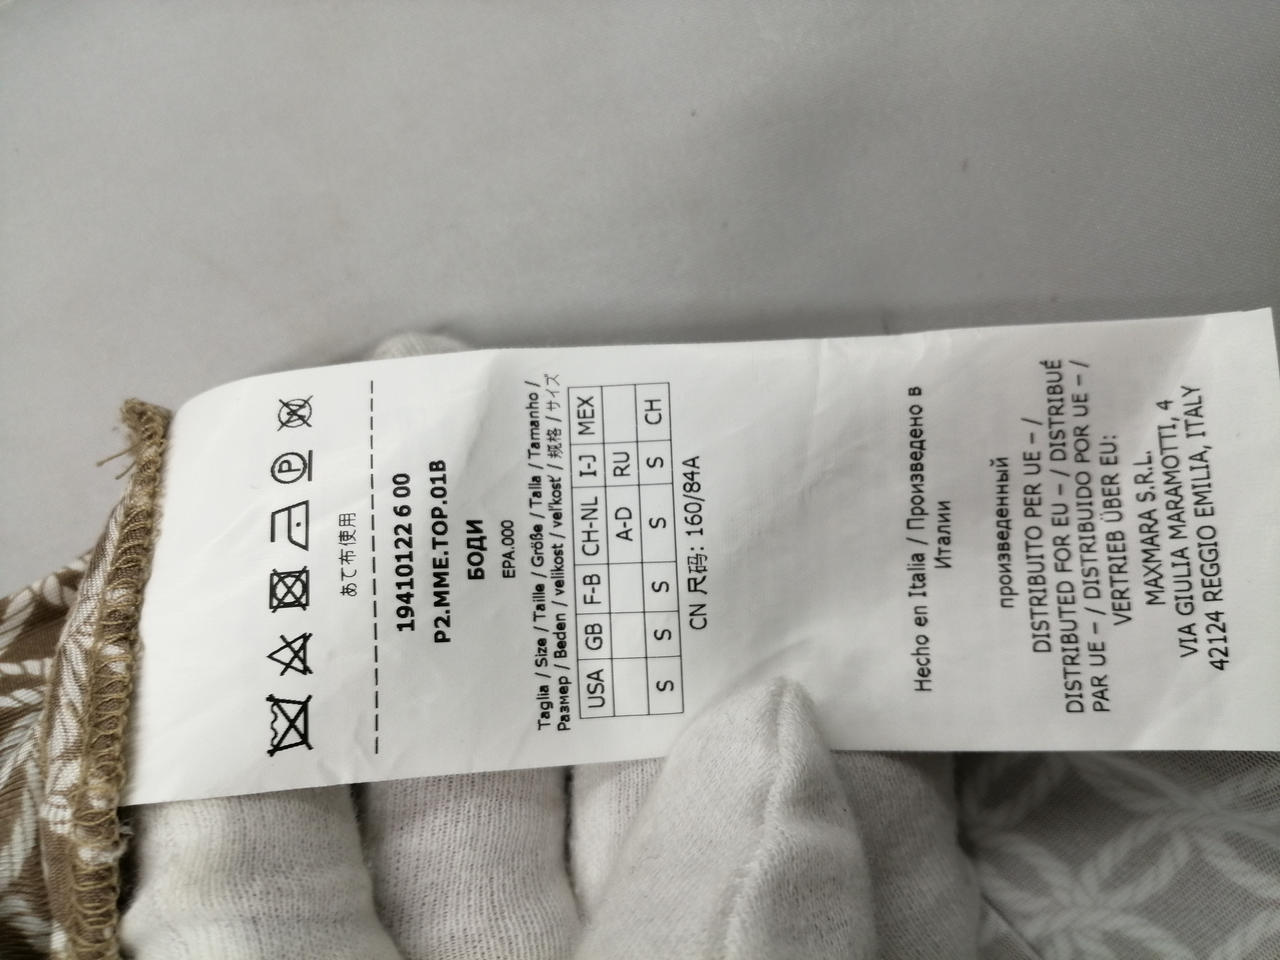 P
W
あて布使用
19410122 6 00
P2.MME.TOP.01B
БОДИ
EPA.000
Taglia / Size / Taille / Größe / Talla / Tamanho /
Размер / Beden / velikost / veľkosť / 规格 / サイズ
USA GB F-B CH-NL I-J MEX
A-D RU
S S S S S CH
CN 尺码: 160/84A
Hecho en Italia / Произведено в
Италии
произведенный
DISTRIBUITO PER UE – /
DISTRIBUTED FOR EU – / DISTRIBUÉ
PAR UE – / DISTRIBUIDO POR UE – /
VERTRIEB ÜBER EU:
MAXMARA S.R.L.
VIA GIULIA MARAMOTTI, 4
42124 REGGIO EMILIA, ITALY